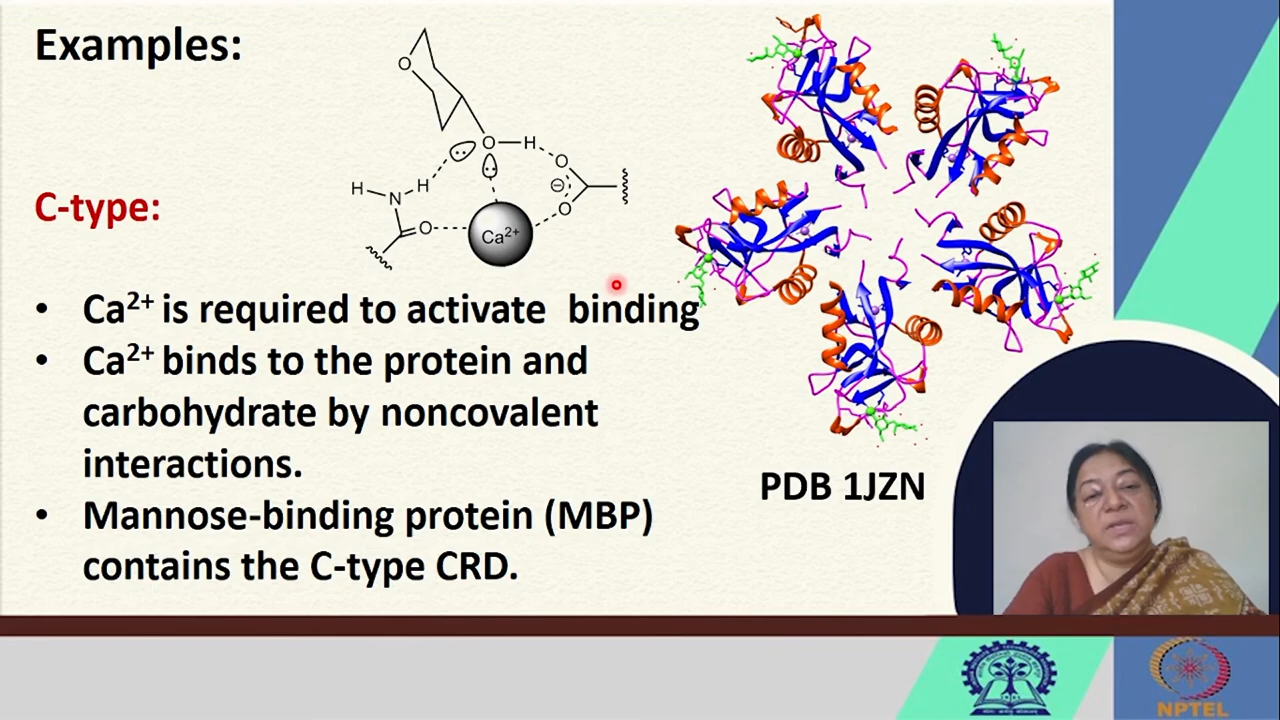 Examples:
O
O
H
O
H
H
N
O
⊖
O
Ca²⁺
C-type:
• Ca²⁺ is required to activate binding
• Ca²⁺ binds to the protein and
carbohydrate by noncovalent
interactions.
• Mannose-binding protein (MBP)
contains the C-type CRD.
PDB 1JZN
NPTEL